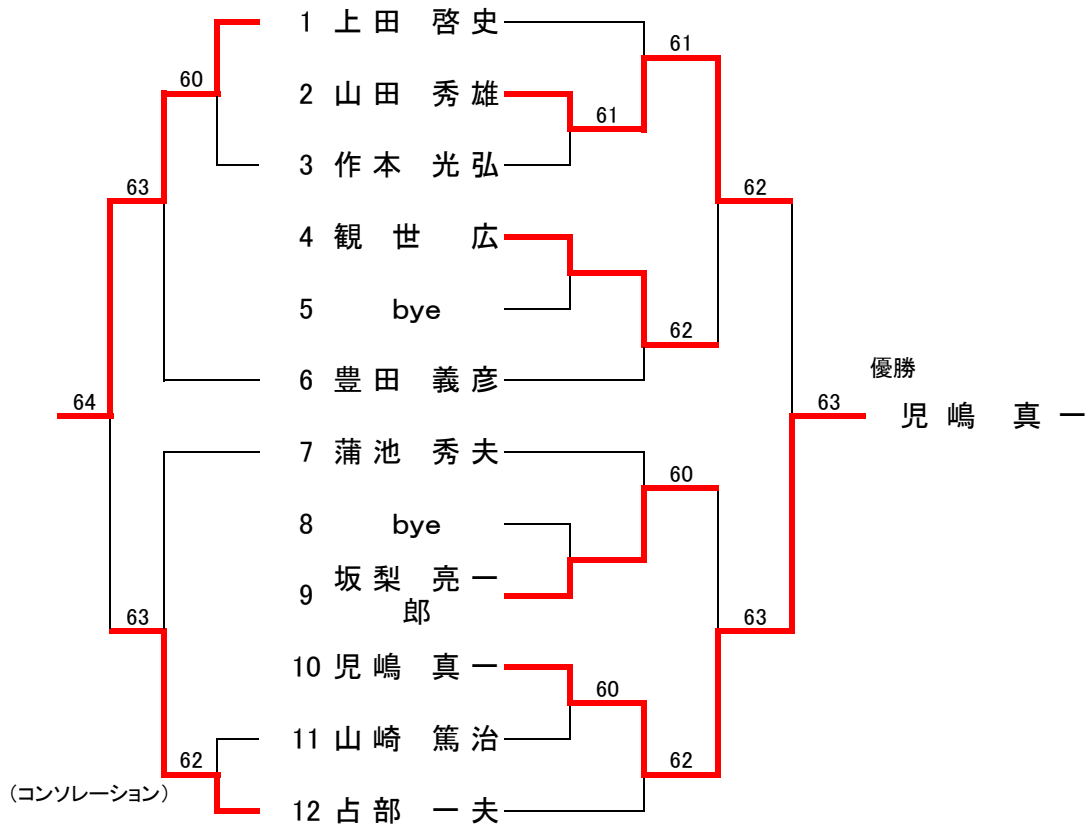 1 上田 啓史
61
60
2 山田 秀雄
61
3 作本 光弘
63
62
4 観世 広
5 bye
62
6 豊田 義彦
優勝
64
63
児嶋 真一
7 蒲池 秀夫
60
8 bye
9 坂梨 亮一
郎
63
63
10 児嶋 真一
60
11 山崎 篤治
62
62
(コンソレーション)
12 占部 一夫